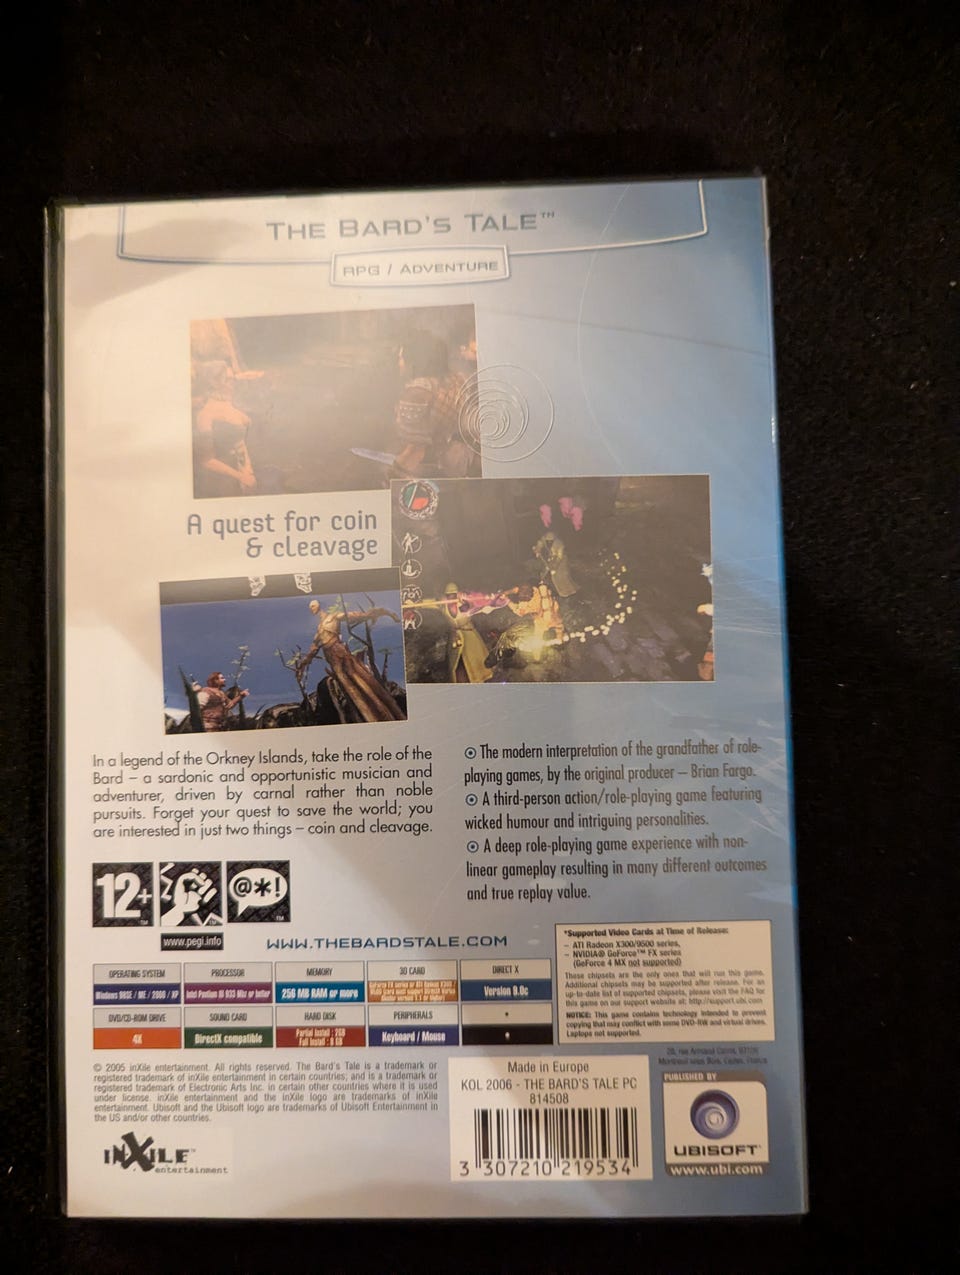 THE BARD'S TALE™
RPG / ADVENTURE
A quest for coin
& cleavage
In a legend of the Orkney Islands, take the role of the
Bard – a sardonic and opportunistic musician and
adventurer, driven by carnal rather than noble
pursuits. Forget your quest to save the world; you
are interested in just two things – coin and cleavage.
The modern interpretation of the grandfather of role-
playing games, by the original producer – Brian Fargo.
A third-person action/role-playing game featuring
wicked humour and intriguing personalities.
A deep role-playing game experience with non-
linear gameplay resulting in many different outcomes
and true replay value.
12+™
@*!
™
www.pegi.info
WWW.THEBARDSTALE.COM
*Supported Video Cards at Time of Release:
– ATI Radeon X300/9500 series,
– NVIDIA® GeForce™ FX series
(GeForce 4 MX not supported)
These chipsets are the only ones that will run this game.
Additional chipsets may be supported after release. For an
up-to-date list of supported chipsets, please visit the FAQ for
this game on our support website at: http://support.ubi.com
NOTICE: This game contains technology intended to prevent
copying that may conflict with some DVD-RW and virtual drives.
Laptops not supported.
OPERATING SYSTEM PROCESSOR MEMORY 3D CARD DIRECT X
Windows 98SE / ME / 2000 / XP Intel Pentium III 933 Mhz or better 256 MB RAM or more Version 9.0c
DVD/CD-ROM DRIVE SOUND CARD HARD DISK PERIPHERALS
4X DirectX compatible Partial Install : 2GB Keyboard / Mouse
© 2005 inXile entertainment. All rights reserved. The Bard's Tale is a trademark or
registered trademark of inXile entertainment in certain countries; and is a trademark or
registered trademark of Electronic Arts Inc. in certain other countries where it is used
under license. inXile entertainment and the inXile logo are trademarks of inXile
entertainment. Ubisoft and the Ubisoft logo are trademarks of Ubisoft Entertainment in
the US and/or other countries.
INXILE™
entertainment
Made in Europe
KOL 2006 - THE BARD'S TALE PC
814508
3 307210 219534
PUBLISHED BY
UBISOFT
www.ubi.com